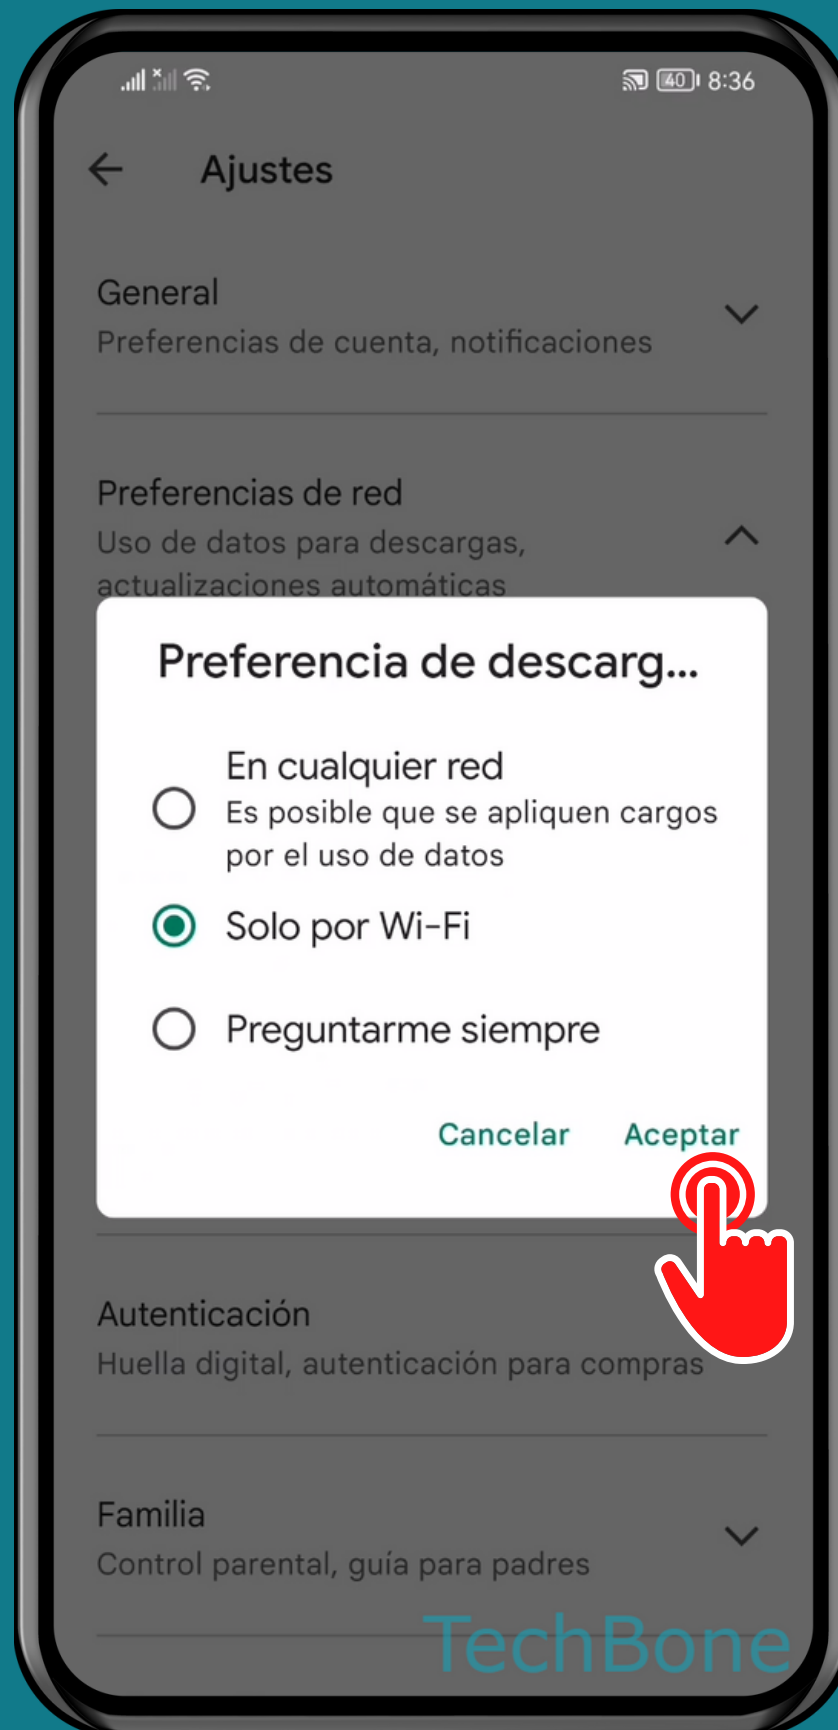 40 8:36
Ajustes
General
Preferencias de cuenta, notificaciones
Preferencias de red
Uso de datos para descargas,
actualizaciones automáticas
Preferencia de descarg...
En cualquier red
Es posible que se apliquen cargos
por el uso de datos
Solo por Wi-Fi
Preguntarme siempre
Cancelar Aceptar
Autenticación
Huella digital, autenticación para compras
Familia
Control parental, guía para padres
TechBone